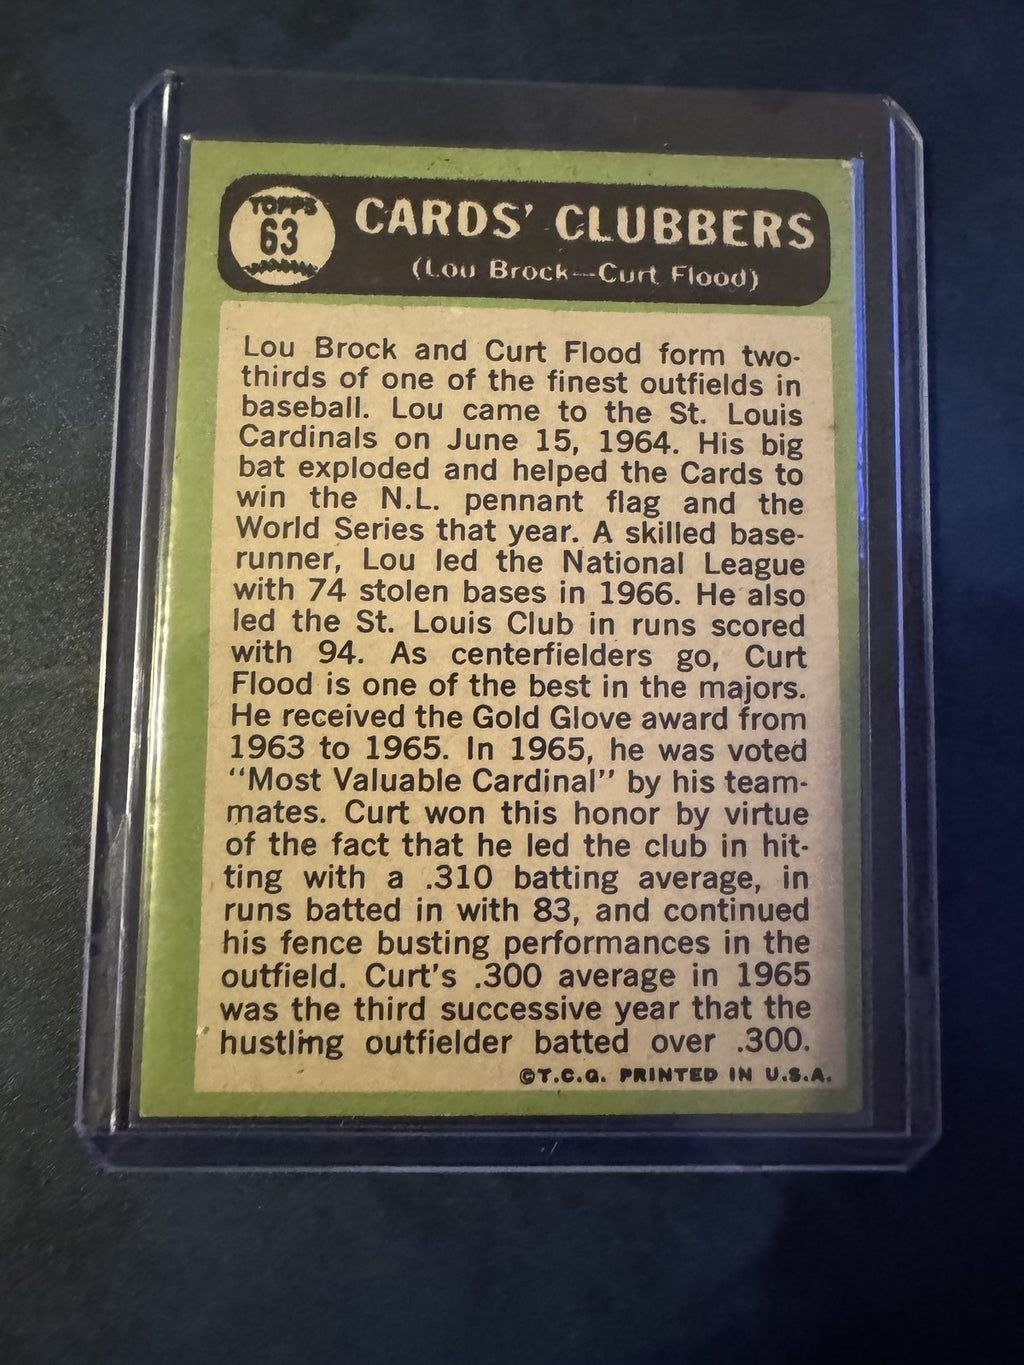 TOPPS
63
CARDS' CLUBBERS
(Lou Brock—Curt Flood)
Lou Brock and Curt Flood form two-
thirds of one of the finest outfields in
baseball. Lou came to the St. Louis
Cardinals on June 15, 1964. His big
bat exploded and helped the Cards to
win the N.L. pennant flag and the
World Series that year. A skilled base-
runner, Lou led the National League
with 74 stolen bases in 1966. He also
led the St. Louis Club in runs scored
with 94. As centerfielders go, Curt
Flood is one of the best in the majors.
He received the Gold Glove award from
1963 to 1965. In 1965, he was voted
“Most Valuable Cardinal” by his team-
mates. Curt won this honor by virtue
of the fact that he led the club in hit-
ting with a .310 batting average, in
runs batted in with 83, and continued
his fence busting performances in the
outfield. Curt's .300 average in 1965
was the third successive year that the
hustling outfielder batted over .300.
©T.C.G. PRINTED IN U.S.A.